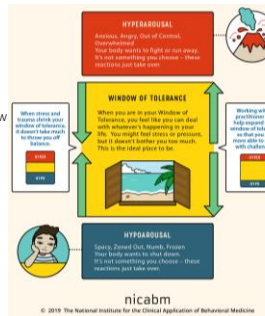 HYPERAROUSAL
Anxious, Angry, Out of Control,
Overwhelmed
Your body wants to fight or run away.
It's not something you choose – these
reactions just take over.
When stress and
trauma shrink your
window of tolerance,
it doesn't take much
to throw you off
balance.
HYPER
HYPO
WINDOW OF TOLERANCE
When you are in your Window of
Tolerance, you feel like you can deal
with whatever's happening in your
life. You might feel stress or pressure,
but it doesn't bother you too much.
This is the ideal place to be.
Working wi
practitioner
help expand
window of tole
so that you
more able to
with challen
HYPER
HYPO
HYPOAROUSAL
Spacy, Zoned Out, Numb, Frozen
Your body wants to shut down.
It's not something you choose – these
reactions just take over.
nicabm
© 2019 The National Institute for the Clinical Application of Behavioral Medicine